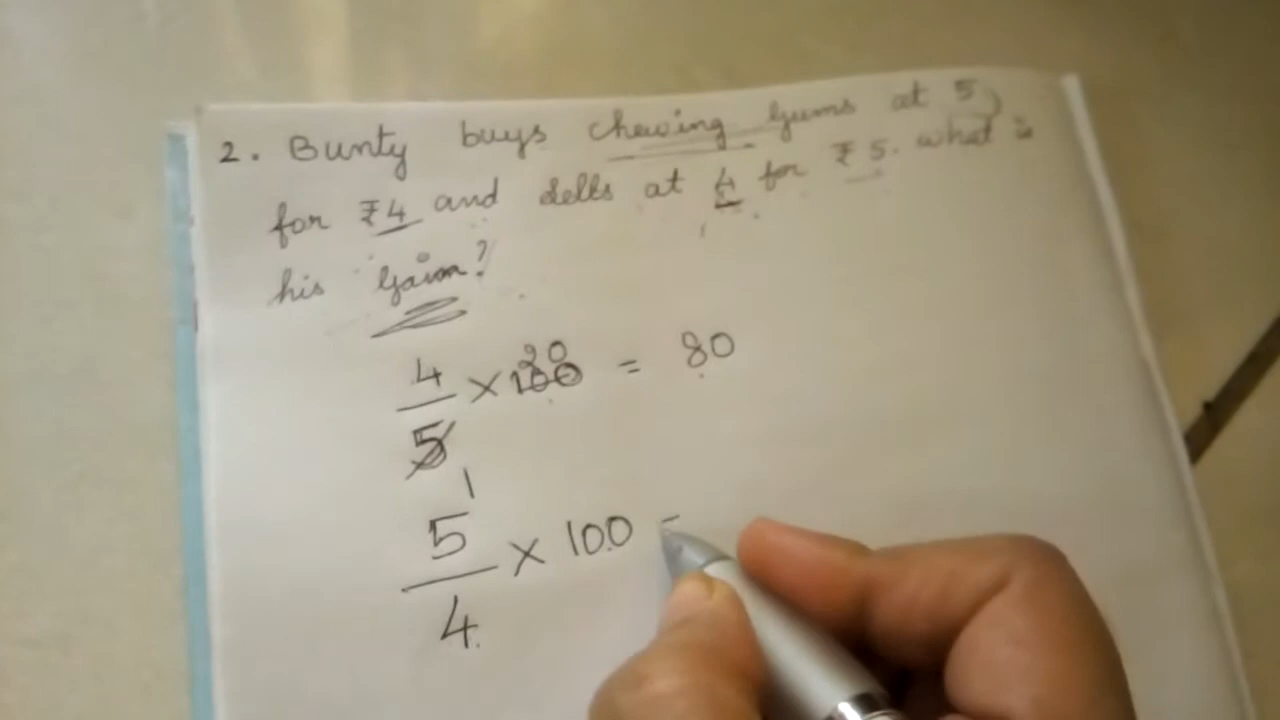 2. Bunty buys chewing gums at 5
for ₹4 and sells at 4 for ₹5. what is
his Gain?
4/5 × 100 20 = 80
1
5/4 × 100 =